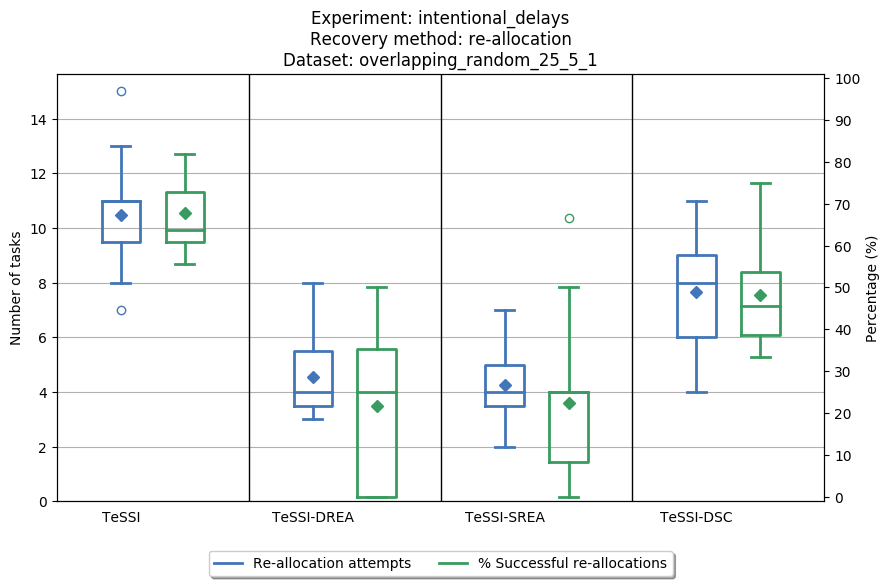 Experiment: intentional_delays
Recovery method: re-allocation
Dataset: overlapping_random_25_5_1
Number of tasks
14
12
10
8
6
4
2
0
100
90
80
70
60
50
40
30
20
10
0
Percentage (%)
TeSSI
TeSSI-DREA
TeSSI-SREA
TeSSI-DSC
Re-allocation attempts
% Successful re-allocations